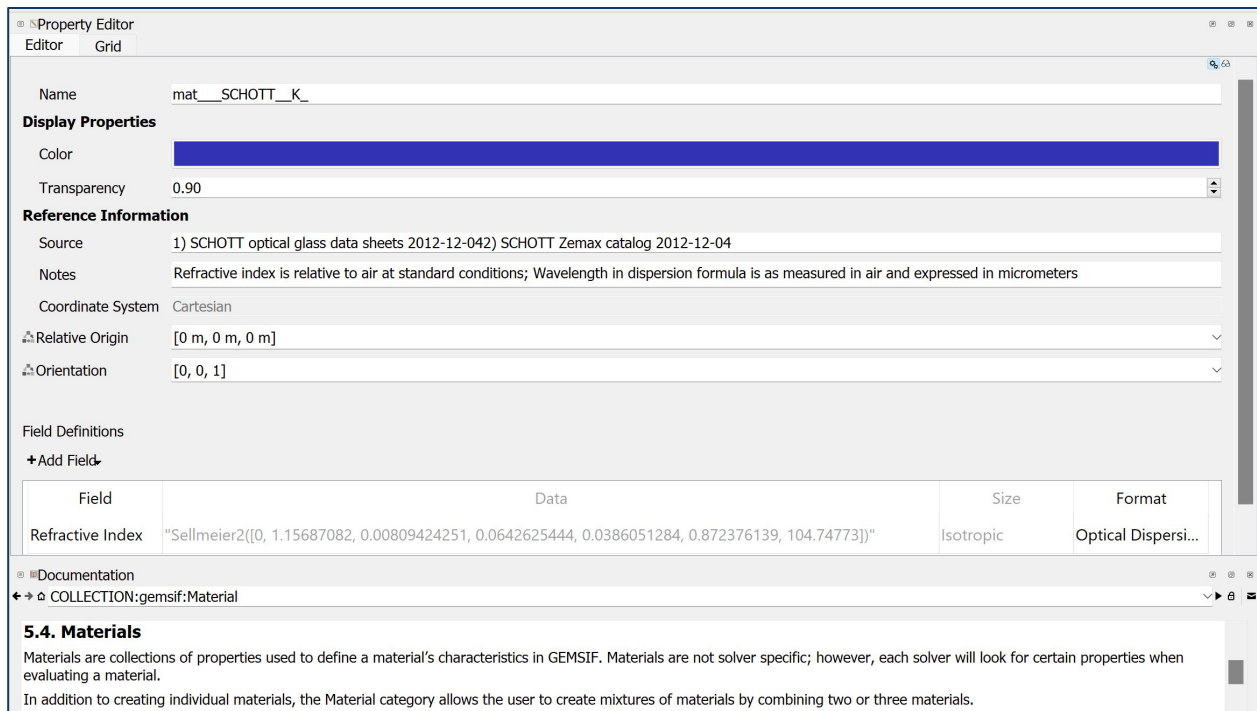 Property Editor
Editor Grid
Name mat___SCHOTT__K_
Display Properties
Color
Transparency 0.90
Reference Information
Source 1) SCHOTT optical glass data sheets 2012-12-042) SCHOTT Zemax catalog 2012-12-04
Notes Refractive index is relative to air at standard conditions; Wavelength in dispersion formula is as measured in air and expressed in micrometers
Coordinate System Cartesian
Relative Origin [0 m, 0 m, 0 m]
Orientation [0, 0, 1]
Field Definitions
+Add Field
Field Data Size Format
Refractive Index "Sellmeier2([0, 1.15687082, 0.00809424251, 0.0642625444, 0.0386051284, 0.872376139, 104.74773])" Isotropic Optical Dispersi...
Documentation
COLLECTION:gemsif:Material
5.4. Materials
Materials are collections of properties used to define a material's characteristics in GEMSIF. Materials are not solver specific; however, each solver will look for certain properties when
evaluating a material.
In addition to creating individual materials, the Material category allows the user to create mixtures of materials by combining two or three materials.